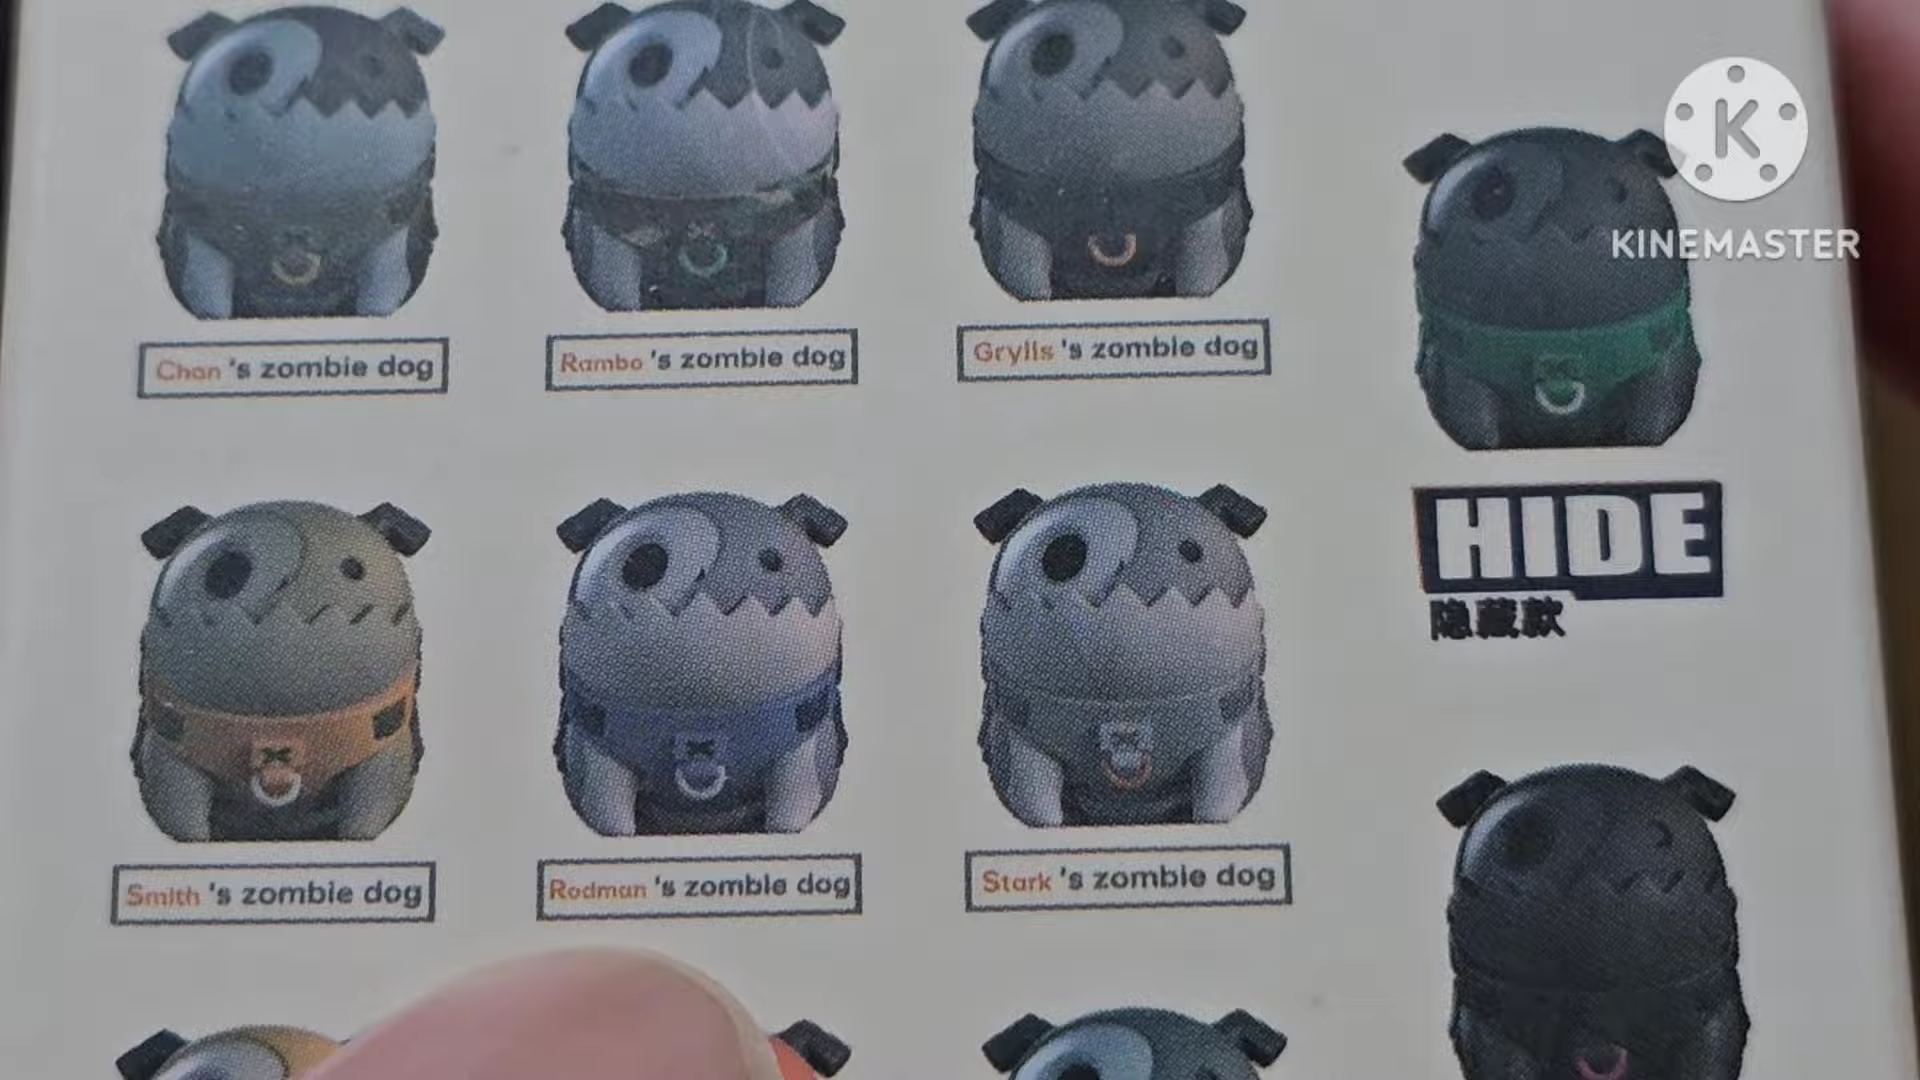 Chan 's zombie dog
Rambo 's zombie dog
Grylls 's zombie dog
K
KINEMASTER
HIDE
隐藏款
Smith 's zombie dog
Rodman 's zombie dog
Stark 's zombie dog